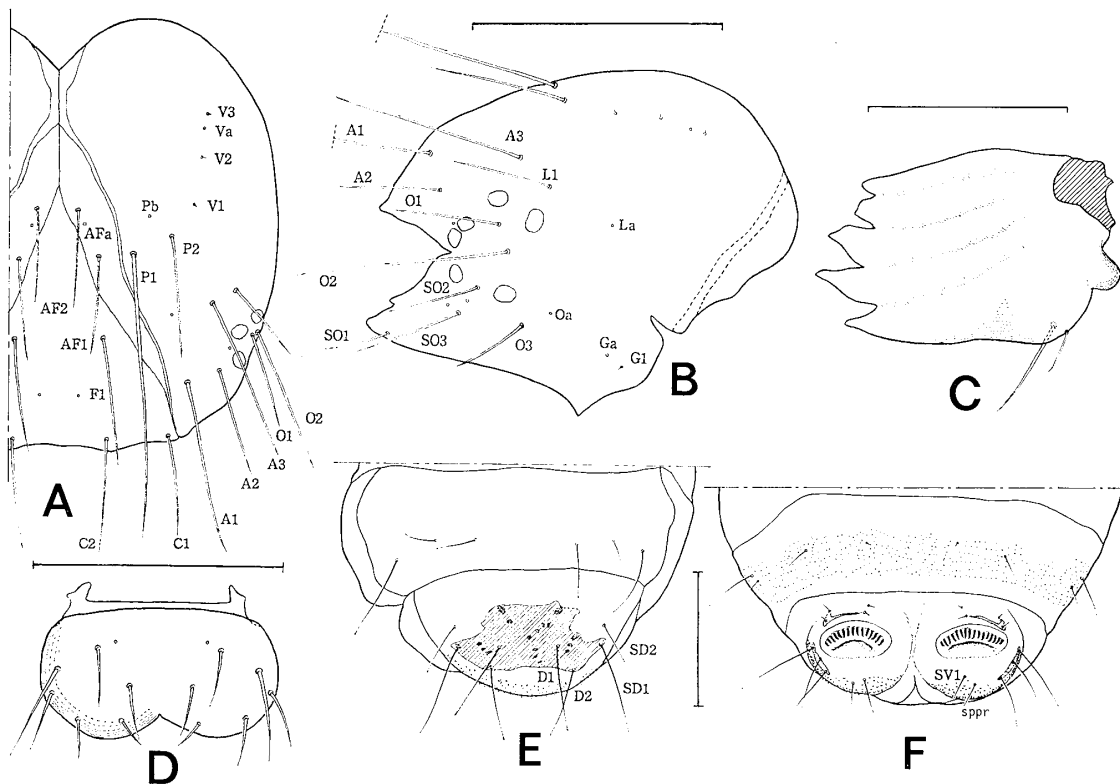 V3
Va
V2
V1
Pb
AFa
P2
P1
AF2
AF1
F1
O2
O1
A3
A2
A1
C2
C1
A
A1
A3
A2
L1
O1
La
O2
SO2
Oa
SO1
SO3
O3
Ga
G1
B
C
D
SD2
D1
D2
SD1
E
SV1
sppr
F